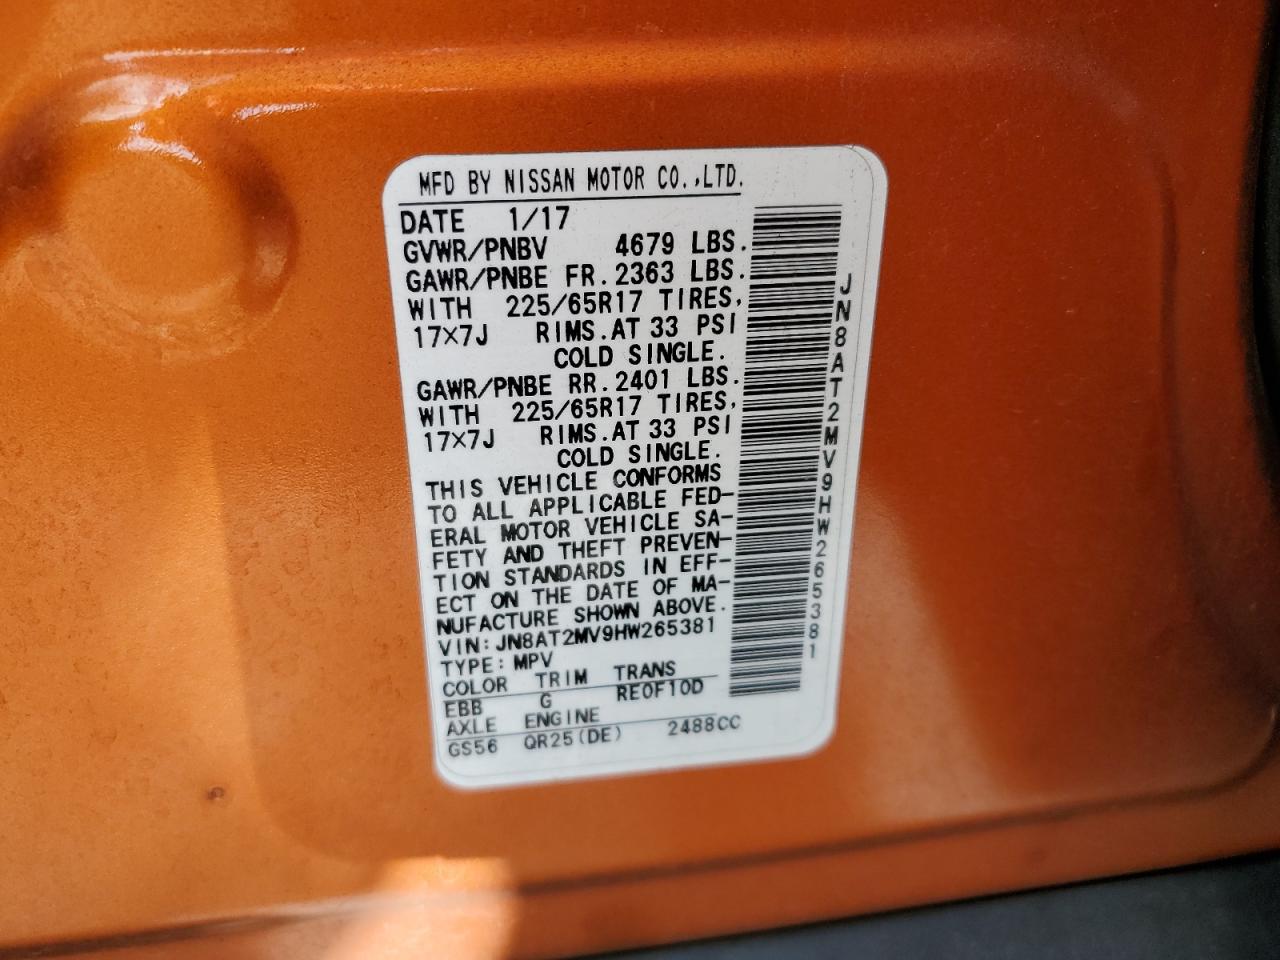 MFD BY NISSAN MOTOR CO.,LTD.
DATE 1/17
GVWR/PNBV 4679 LBS.
GAWR/PNBE FR.2363 LBS.
WITH 225/65R17 TIRES,
17X7J RIMS.AT 33 PSI
COLD SINGLE.
GAWR/PNBE RR.2401 LBS.
WITH 225/65R17 TIRES,
17X7J RIMS.AT 33 PSI
COLD SINGLE.
THIS VEHICLE CONFORMS
TO ALL APPLICABLE FED-
ERAL MOTOR VEHICLE SA-
FETY AND THEFT PREVEN-
TION STANDARDS IN EFF-
ECT ON THE DATE OF MA-
NUFACTURE SHOWN ABOVE.
VIN:JN8AT2MV9HW265381
TYPE:MPV
COLOR TRIM TRANS
EBB G RE0F10D
AXLE ENGINE
GS56 QR25(DE) 2488CC
JN8AT2MV9HW265381